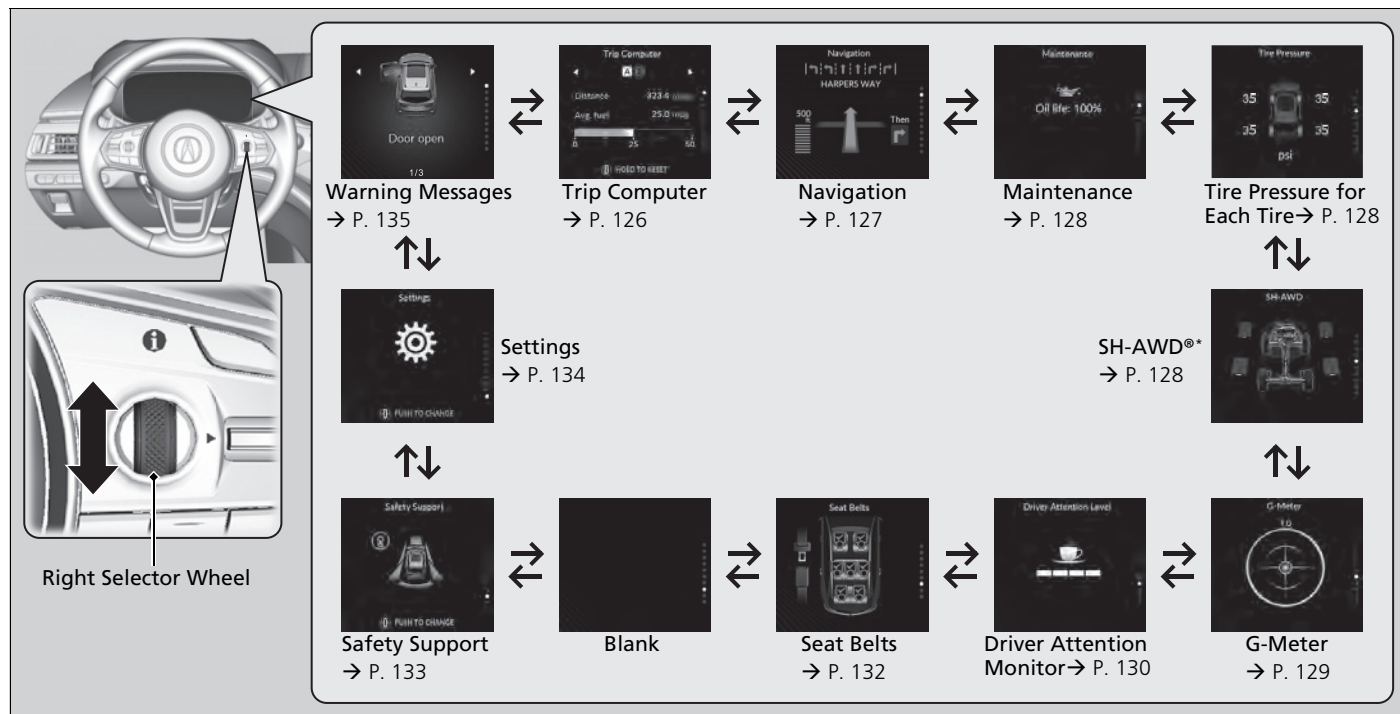 Door open
1/3
Warning Messages
→ P. 135
Trip Computer
A
Distance
323.4
Avg. fuel
25.0
0 25 50
HOLD TO RESET
Trip Computer
→ P. 126
Navigation
HARPERS WAY
500
Then
Navigation
→ P. 127
Maintenance
Oil life: 100%
Maintenance
→ P. 128
Tire Pressure
35 35
35 35
psi
Tire Pressure for
Each Tire→ P. 128
Settings
PUSH TO CHANGE
Settings
→ P. 134
SH-AWD®*
→ P. 128
SH-AWD
Right Selector Wheel
Safety Support
PUSH TO CHANGE
Safety Support
→ P. 133
Blank
Seat Belts
Seat Belts
→ P. 132
Driver Attention Level
Driver Attention
Monitor→ P. 130
G-Meter
G-Meter
→ P. 129